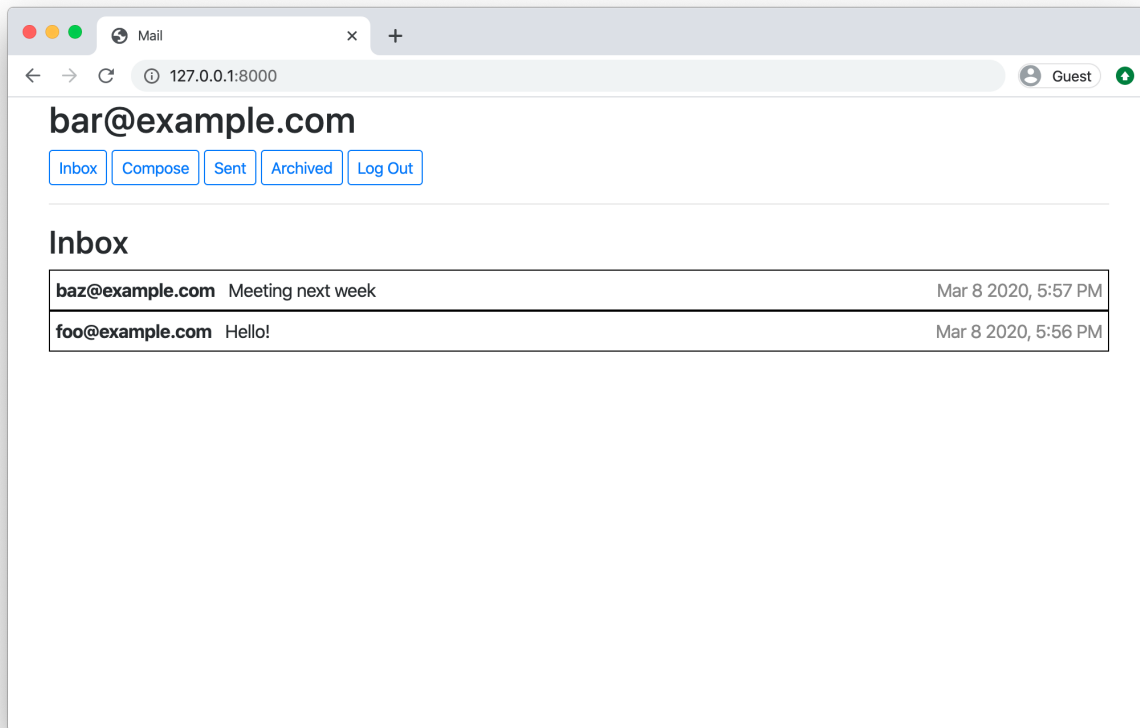 Mail
127.0.0.1:8000
Guest
bar@example.com
Inbox Compose Sent Archived Log Out
Inbox
baz@example.com Meeting next week Mar 8 2020, 5:57 PM
foo@example.com Hello! Mar 8 2020, 5:56 PM